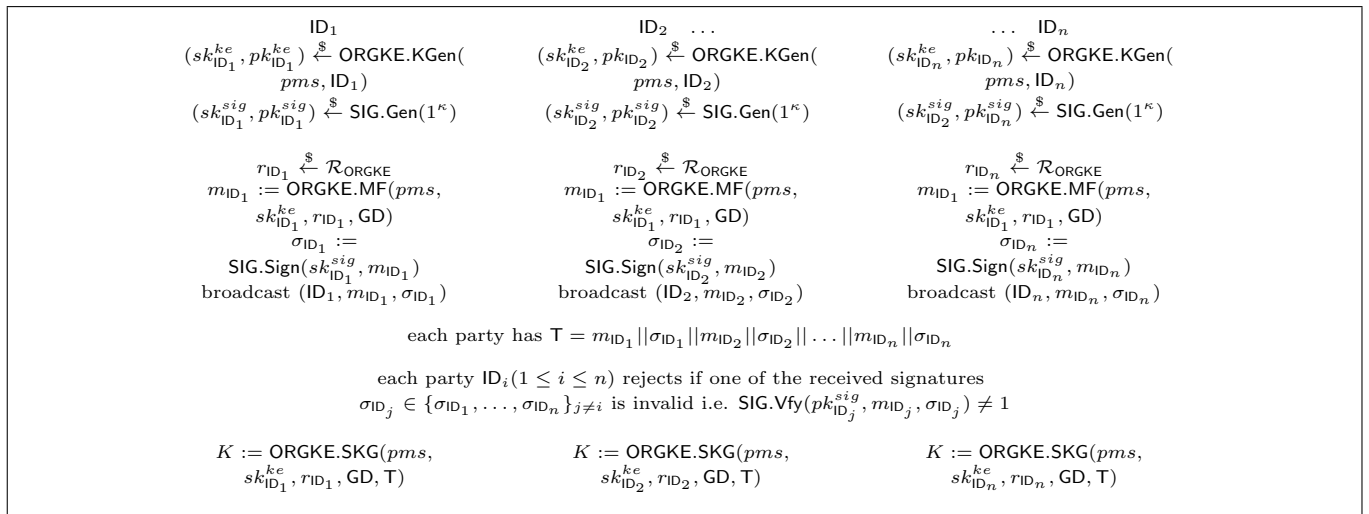 ID_1 ID_2 ... ... ID_n
(sk^{ke}_{ID_1}, pk^{ke}_{ID_1}) $← ORGKE.KGen( (sk^{ke}_{ID_2}, pk_{ID_2}) $← ORGKE.KGen( (sk^{ke}_{ID_n}, pk_{ID_n}) $← ORGKE.KGen(
pms, ID_1) pms, ID_2) pms, ID_n)
(sk^{sig}_{ID_1}, pk^{sig}_{ID_1}) $← SIG.Gen(1^κ) (sk^{sig}_{ID_2}, pk^{sig}_{ID_2}) $← SIG.Gen(1^κ) (sk^{sig}_{ID_2}, pk^{sig}_{ID_n}) $← SIG.Gen(1^κ)
r_{ID_1} $← R_{ORGKE} r_{ID_2} $← R_{ORGKE} r_{ID_n} $← R_{ORGKE}
m_{ID_1} := ORGKE.MF(pms, m_{ID_1} := ORGKE.MF(pms, m_{ID_1} := ORGKE.MF(pms,
sk^{ke}_{ID_1}, r_{ID_1}, GD) sk^{ke}_{ID_1}, r_{ID_1}, GD) sk^{ke}_{ID_1}, r_{ID_1}, GD)
σ_{ID_1} := σ_{ID_2} := σ_{ID_n} :=
SIG.Sign(sk^{sig}_{ID_1}, m_{ID_1}) SIG.Sign(sk^{sig}_{ID_2}, m_{ID_2}) SIG.Sign(sk^{sig}_{ID_n}, m_{ID_n})
broadcast (ID_1, m_{ID_1}, σ_{ID_1}) broadcast (ID_2, m_{ID_2}, σ_{ID_2}) broadcast (ID_n, m_{ID_n}, σ_{ID_n})
each party has T = m_{ID_1}||σ_{ID_1}||m_{ID_2}||σ_{ID_2}|| . . . ||m_{ID_n}||σ_{ID_n}
each party ID_i(1 ≤ i ≤ n) rejects if one of the received signatures
σ_{ID_j} ∈ {σ_{ID_1}, . . . , σ_{ID_n}}_{j≠i} is invalid i.e. SIG.Vfy(pk^{sig}_{ID_j}, m_{ID_j}, σ_{ID_j}) ≠ 1
K := ORGKE.SKG(pms, K := ORGKE.SKG(pms, K := ORGKE.SKG(pms,
sk^{ke}_{ID_1}, r_{ID_1}, GD, T) sk^{ke}_{ID_2}, r_{ID_2}, GD, T) sk^{ke}_{ID_n}, r_{ID_n}, GD, T)